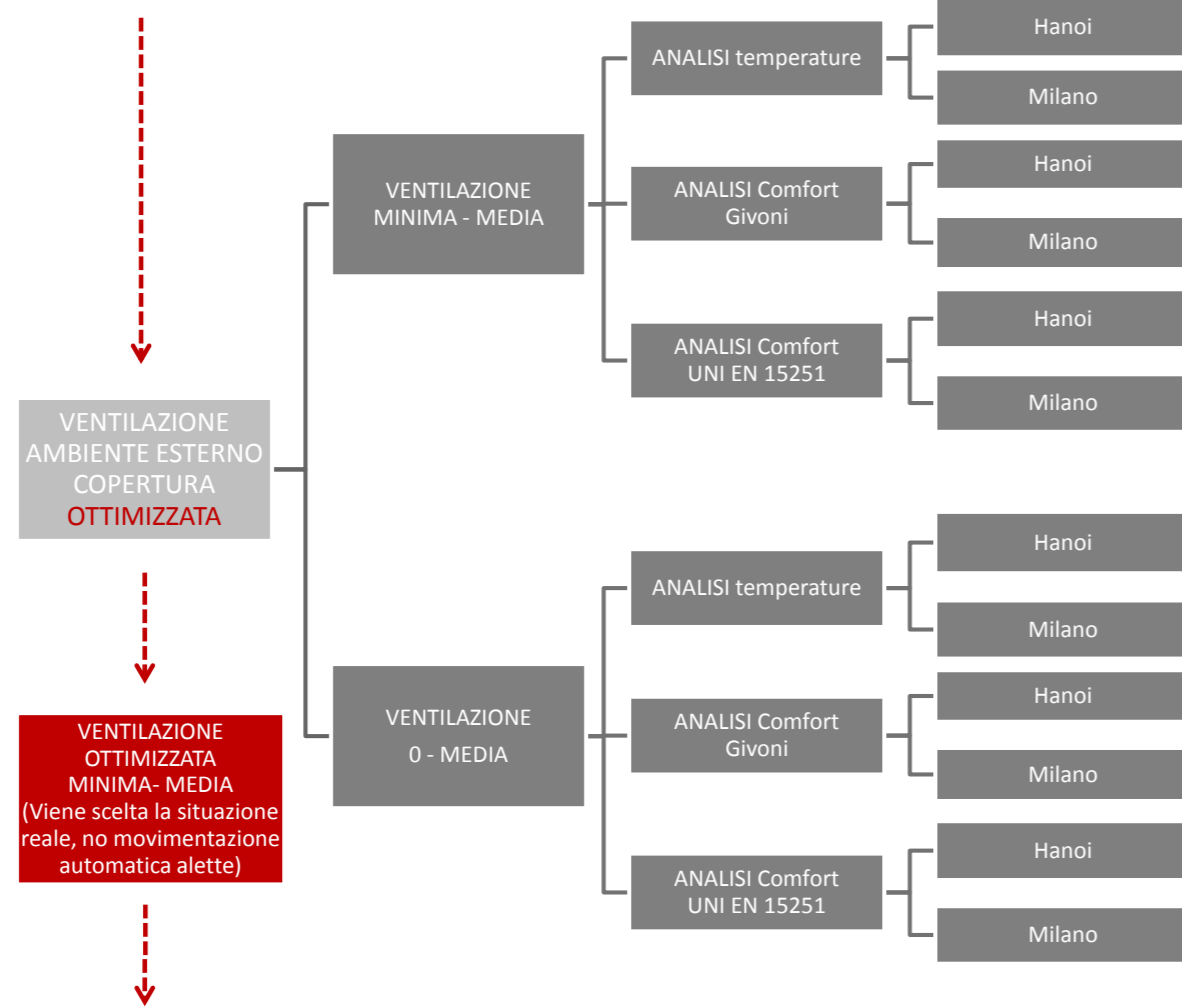 VENTILAZIONE
AMBIENTE ESTERNO
COPERTURA
OTTIMIZZATA
VENTILAZIONE
OTTIMIZZATA
MINIMA- MEDIA
(Viene scelta la situazione
reale, no movimentazione
automatica alette)
VENTILAZIONE
MINIMA - MEDIA
ANALISI temperature
Hanoi
Milano
ANALISI Comfort
Givoni
Hanoi
Milano
ANALISI Comfort
UNI EN 15251
Hanoi
Milano
VENTILAZIONE
0 - MEDIA
ANALISI temperature
Hanoi
Milano
ANALISI Comfort
Givoni
Hanoi
Milano
ANALISI Comfort
UNI EN 15251
Hanoi
Milano